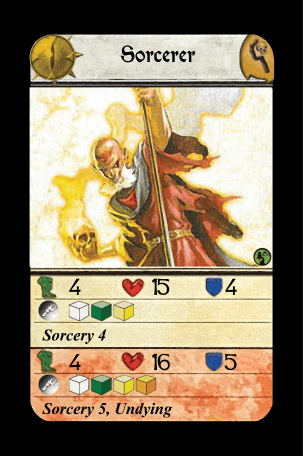 Sorcerer
4 15 4
Sorcery 4
4 16 5
Sorcery 5, Undying